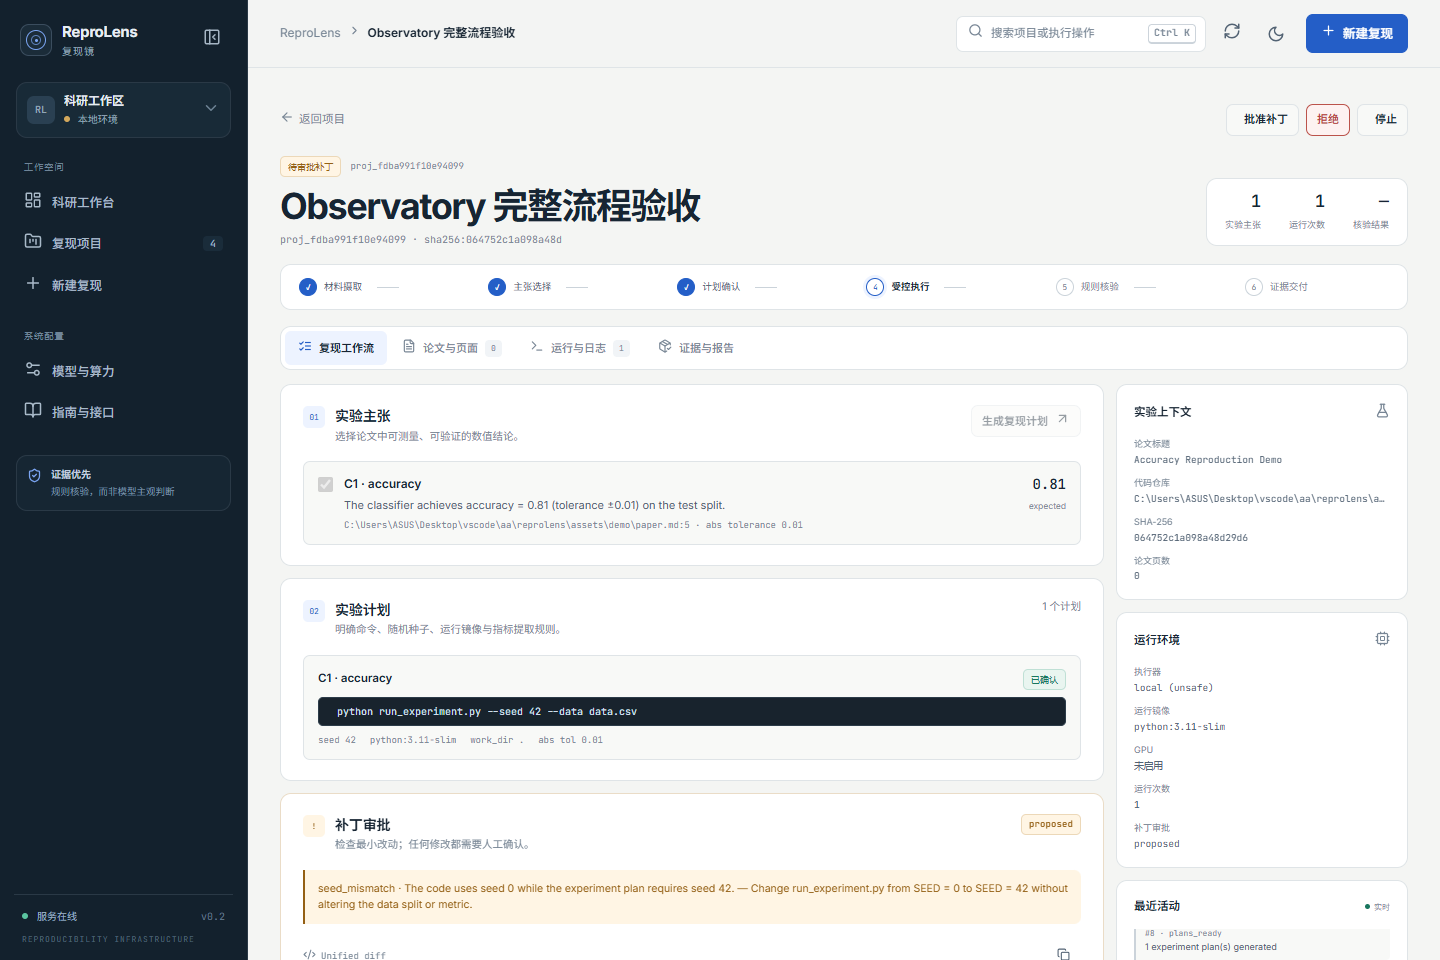 ReproLens
复现镜
RL
科研工作区
本地环境
工作空间
科研工作台
复现项目 4
新建复现
系统配置
模型与算力
指南与接口
证据优先
规则核验，而非模型主观判断
服务在线 v0.2
REPRODUCIBILITY INFRASTRUCTURE
ReproLens > Observatory 完整流程验收
搜索项目或执行操作 Ctrl K
新建复现
返回项目
批准补丁 拒绝 停止
待审批补丁 proj_fdba991f10e94099
Observatory 完整流程验收
proj_fdba991f10e94099 · sha256:064752c1a098a48d
1 1 —
实验主张 运行次数 核验结果
材料摄取 主张选择 计划确认 4 受控执行 5 规则核验 6 证据交付
复现工作流 论文与页面 0 运行与日志 1 证据与报告
01 实验主张
选择论文中可测量、可验证的数值结论。
生成复现计划
C1 · accuracy 0.81
The classifier achieves accuracy = 0.81 (tolerance ±0.01) on the test split. expected
C:\Users\ASUS\Desktop\vscode\aa\reprolens\assets\demo\paper.md:5 · abs tolerance 0.01
02 实验计划 1 个计划
明确命令、随机种子、运行镜像与指标提取规则。
C1 · accuracy 已确认
python run_experiment.py --seed 42 --data data.csv
seed 42 python:3.11-slim work_dir . abs tol 0.01
! 补丁审批 proposed
检查最小改动；任何修改都需要人工确认。
seed_mismatch · The code uses seed 0 while the experiment plan requires seed 42. — Change run_experiment.py from SEED = 0 to SEED = 42 without
altering the data split or metric.
Unified diff
实验上下文
论文标题
Accuracy Reproduction Demo
代码仓库
C:\Users\ASUS\Desktop\vscode\aa\reprolens\a…
SHA-256
064752c1a098a48d29d6
论文页数
0
运行环境
执行器
local (unsafe)
运行镜像
python:3.11-slim
GPU
未启用
运行次数
1
补丁审批
proposed
最近活动 实时
#8 · plans_ready
1 experiment plan(s) generated